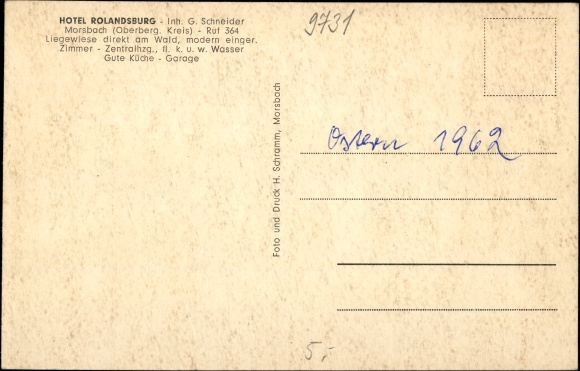 HOTEL ROLANDSBURG - Inh. G. Schneider
Morsbach (Oberberg. Kreis) - Ruf 364
Liegewiese direkt am Wald, modern einger.
Zimmer - Zentralhzg., fl. k. u. w. Wasser
Gute Küche - Garage
9731
Foto und Druck H. Schramm, Morsbach
Ostern 1962
5,-